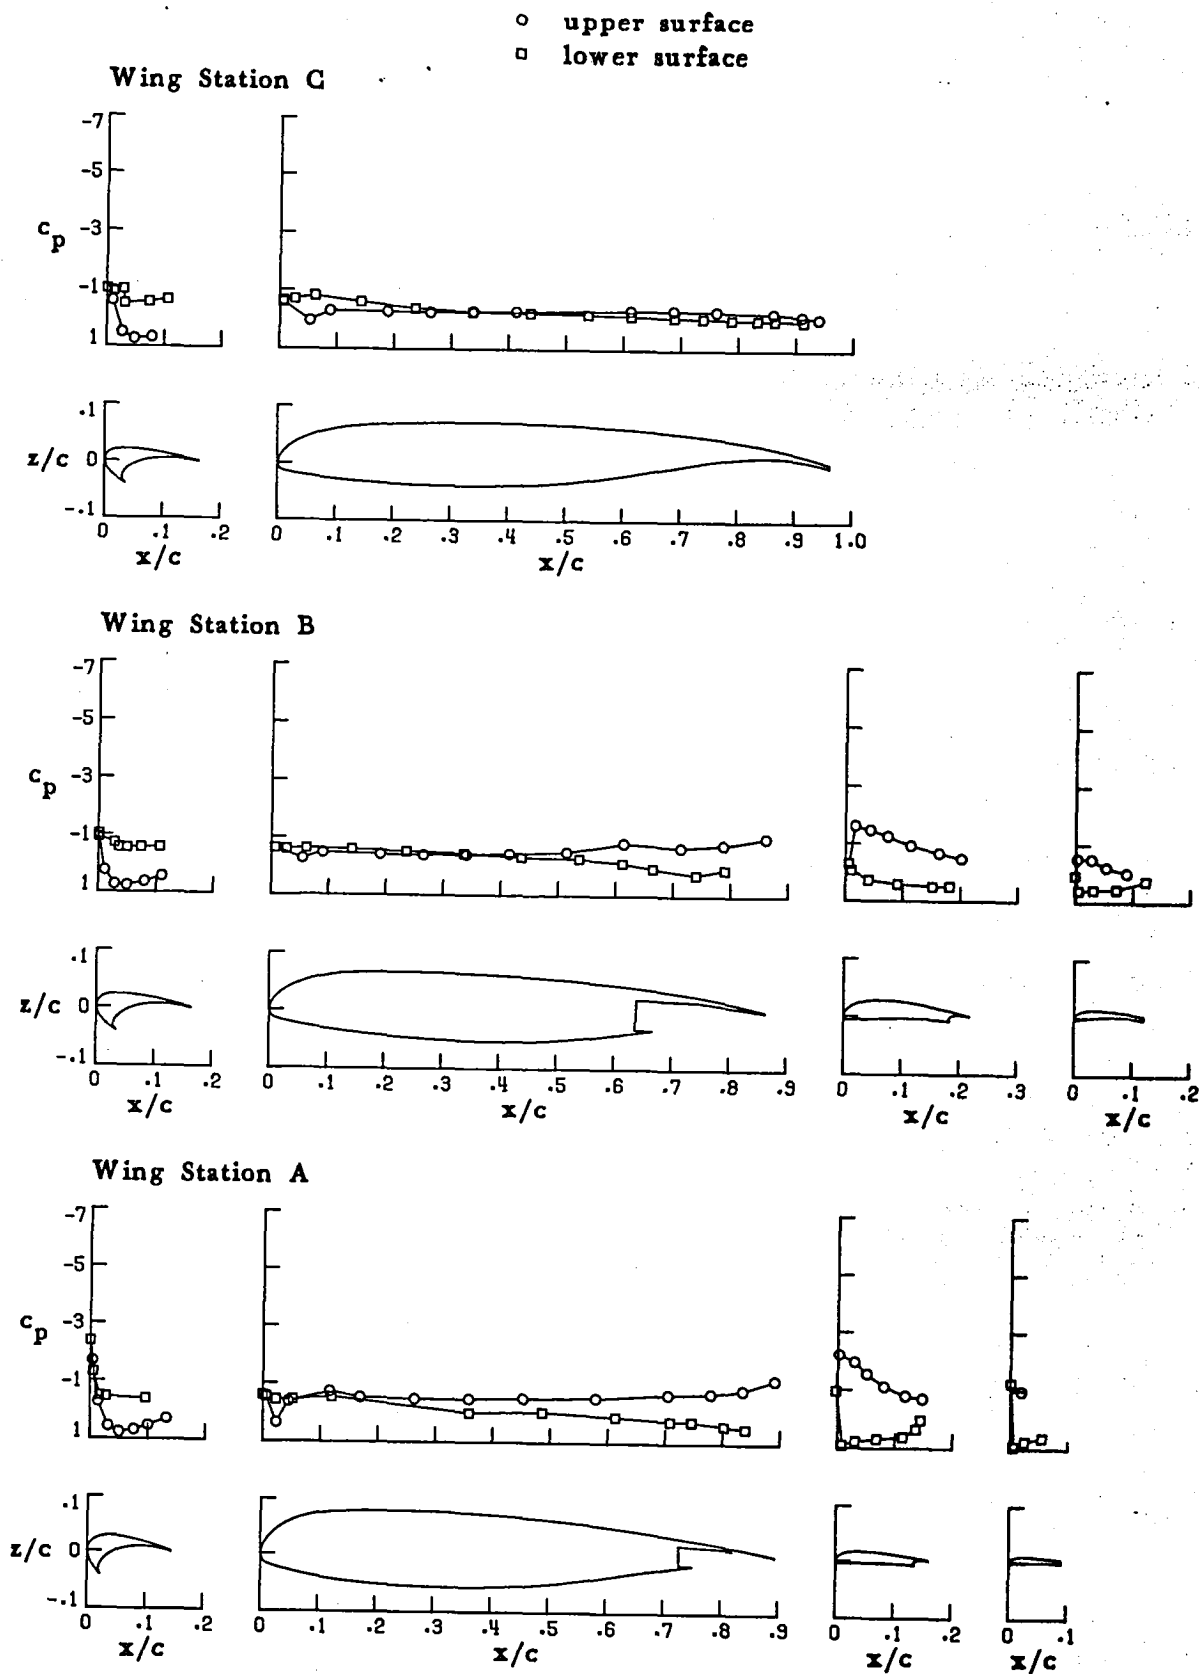 upper surface
lower surface
Wing Station C
-7
-5
c_p -3
-1
1
.1
z/c 0
-.1
0 .1 .2 0 .1 .2 .3 .4 .5 .6 .7 .8 .9 1.0
x/c x/c
Wing Station B
-7
-5
c_p -3
-1
1
.1
z/c 0
-.1
0 .1 .2 0 .1 .2 .3 .4 .5 .6 .7 .8 .9 0 .1 .2 .3 0 .1 .2
x/c x/c x/c x/c
Wing Station A
-7
-5
c_p -3
-1
1
.1
z/c 0
-.1
0 .1 .2 0 .1 .2 .3 .4 .5 .6 .7 .8 .9 0 .1 .2 0 .1
x/c x/c x/c x/c